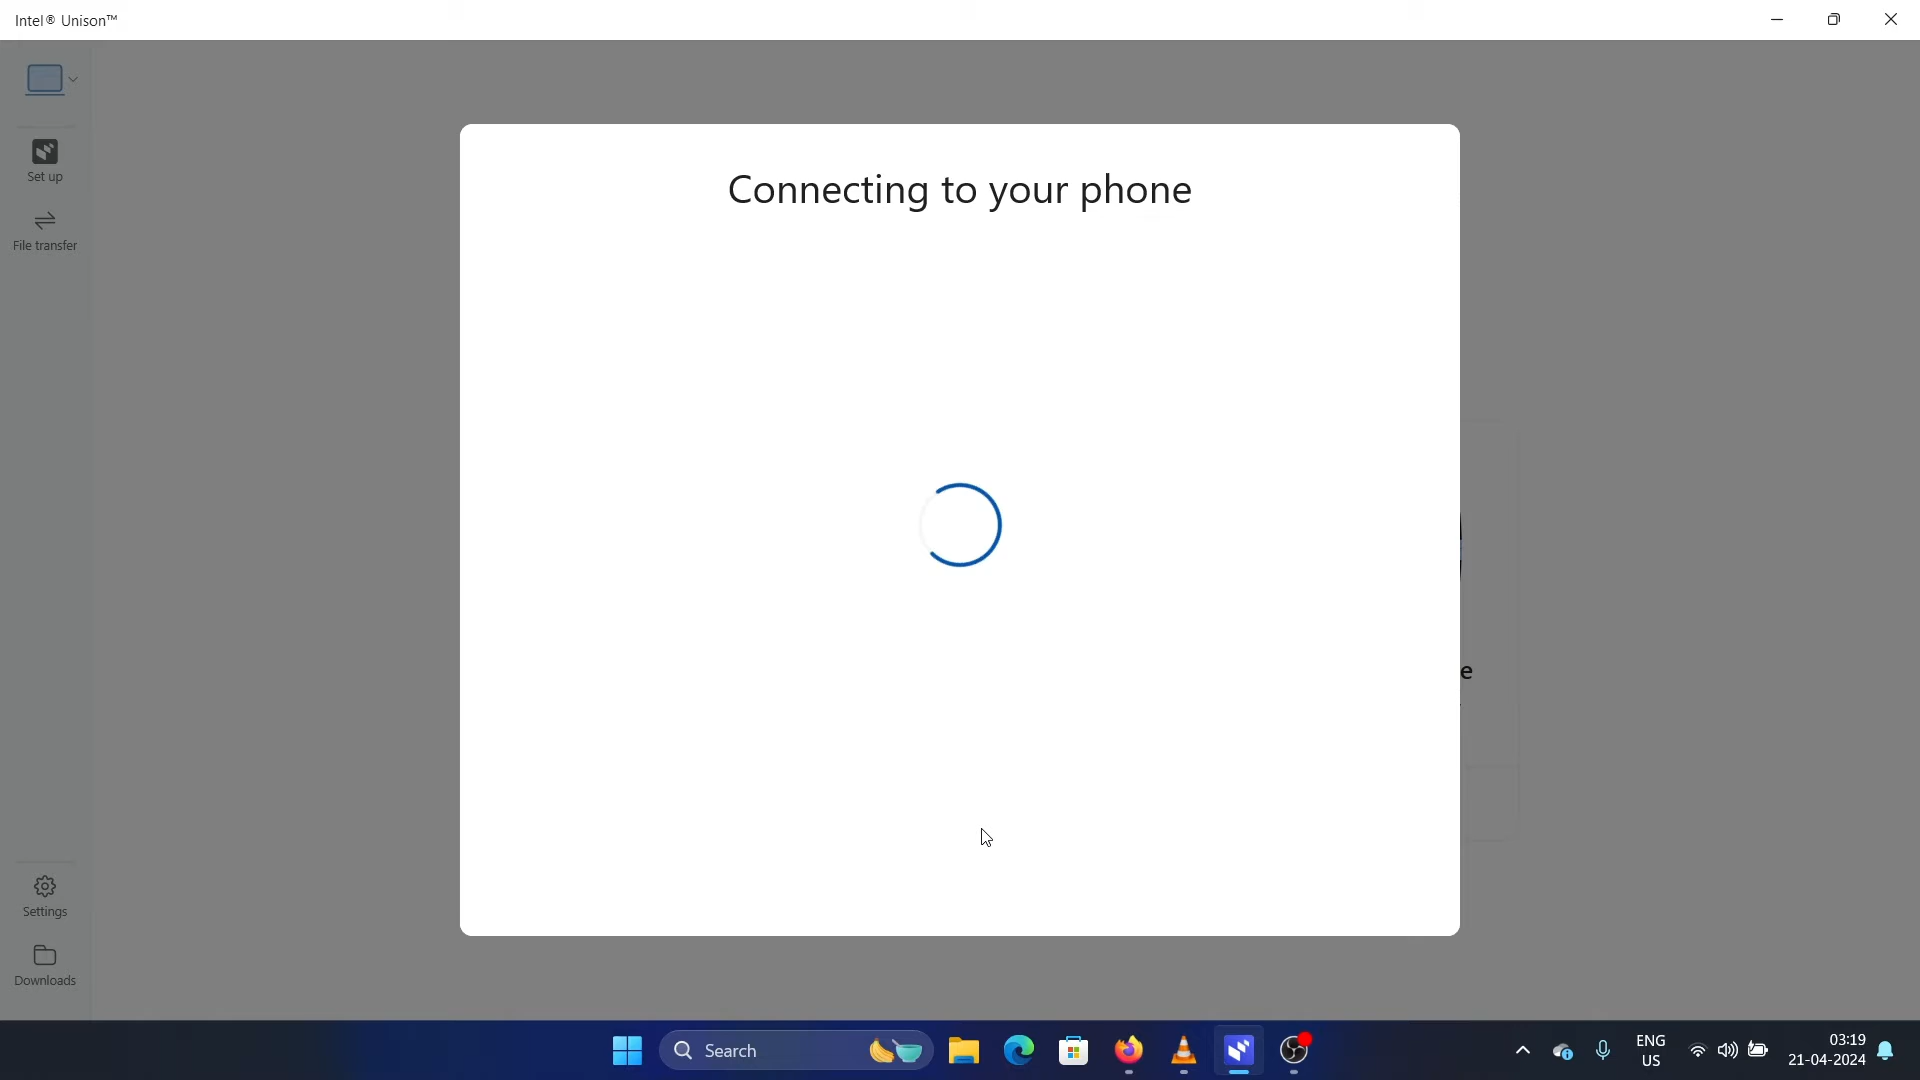 Intel® Unison™
Set up
File transfer
Connecting to your phone
e
Settings
Downloads
Search
ENG
US
03:19
21-04-2024